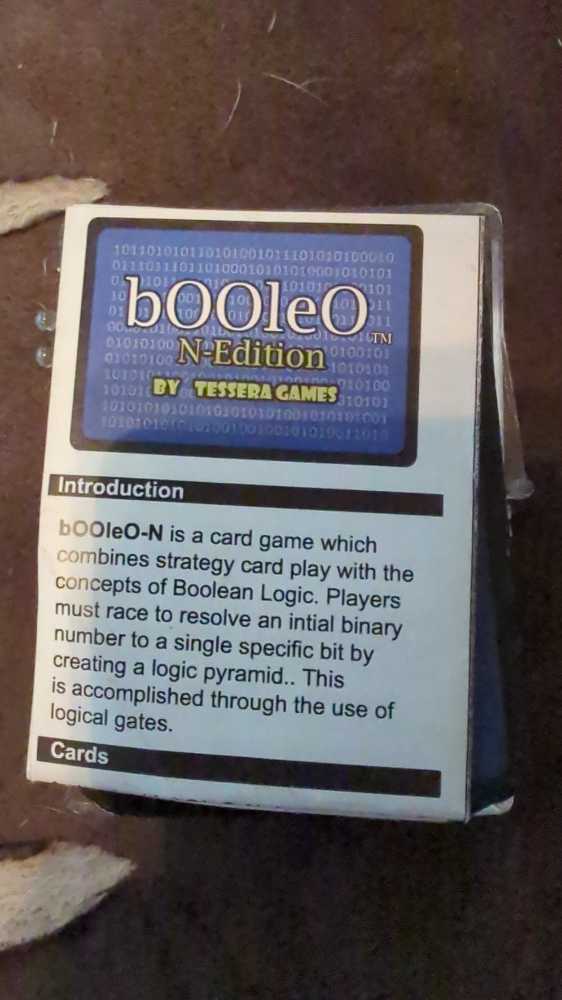 bOOleO™
N-Edition
BY TESSERA GAMES
Introduction
bOOleO-N is a card game which
combines strategy card play with the
concepts of Boolean Logic. Players
must race to resolve an intial binary
number to a single specific bit by
creating a logic pyramid.. This
is accomplished through the use of
logical gates.
Cards